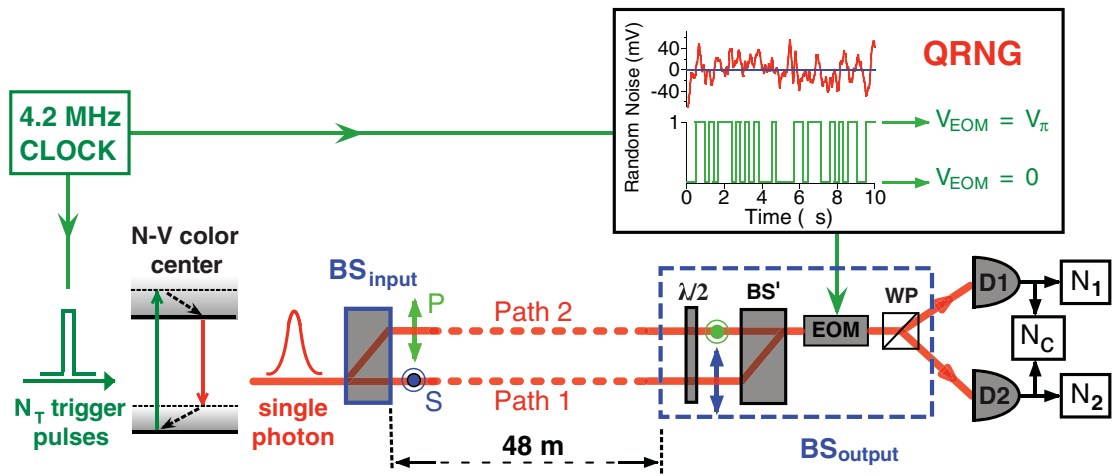 4.2 MHz
CLOCK
Random Noise (mV)
40
0
-40
1
0
0 2 4 6 8 10
Time ( s)
QRNG
V_EOM = V_π
V_EOM = 0
N-V color
center
N_T trigger
pulses
single
photon
BS_input
P
S
Path 2
Path 1
48 m
λ/2
BS'
EOM
WP
BS_output
D1
D2
N_1
N_C
N_2